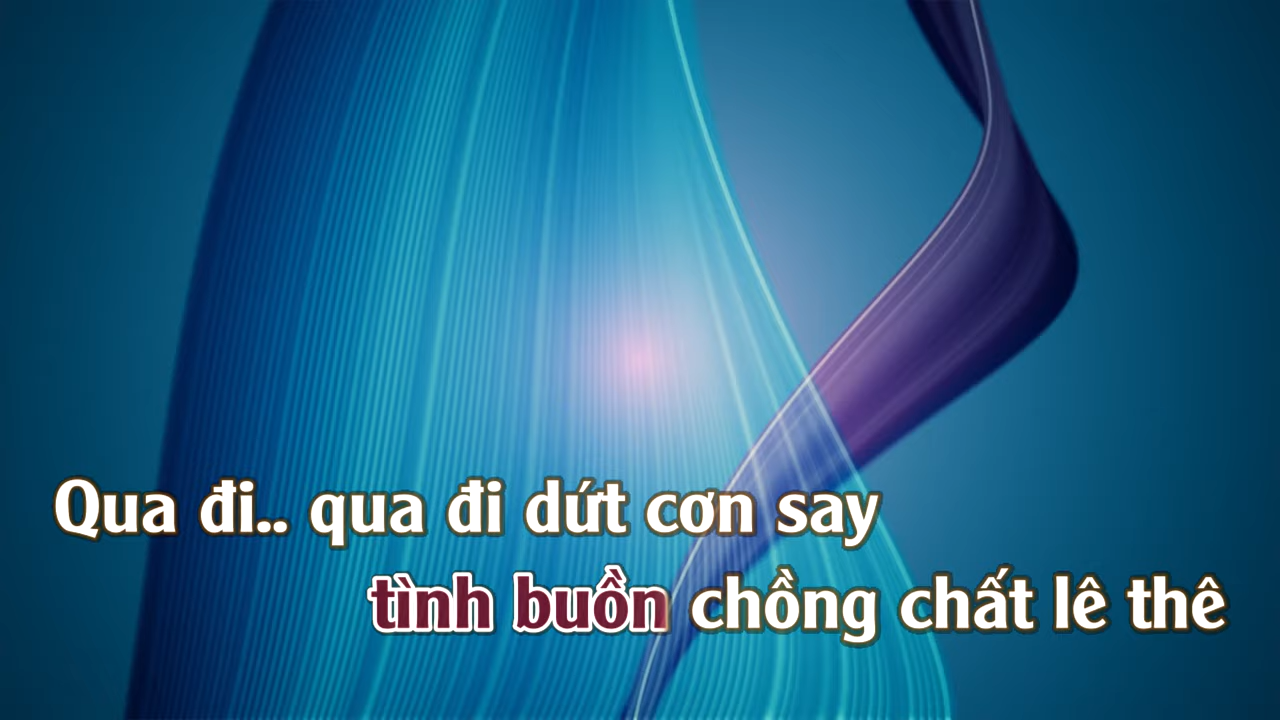 Qua đi.. qua đi dứt cơn say
tình buồn chồng chất lê thê